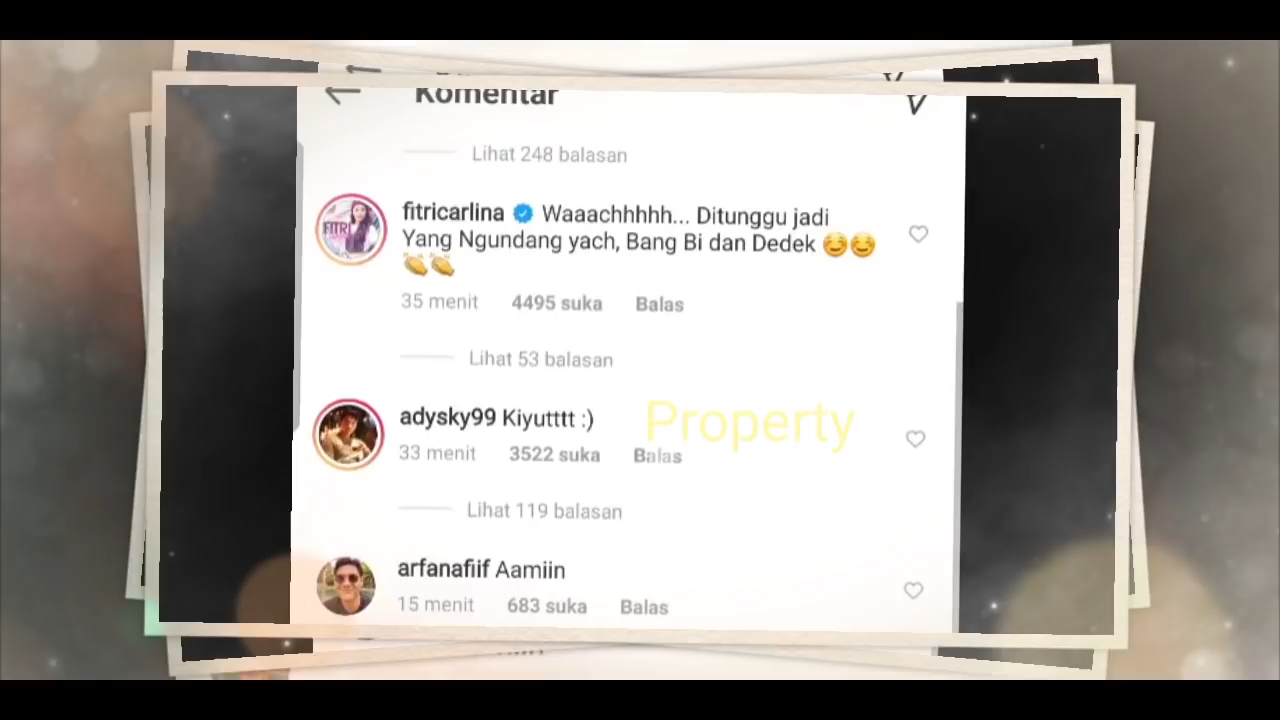 Komentar
Lihat 248 balasan
fitricarlina Waaachhhhh... Ditunggu jadi
Yang Ngundang yach, Bang Bi dan Dedek ☺️☺️
👏👏
35 menit 4495 suka Balas
Lihat 53 balasan
adysky99 Kiyutttt :)
Property
33 menit 3522 suka Balas
Lihat 119 balasan
arfanafiif Aamiin
15 menit 683 suka Balas
FITRI